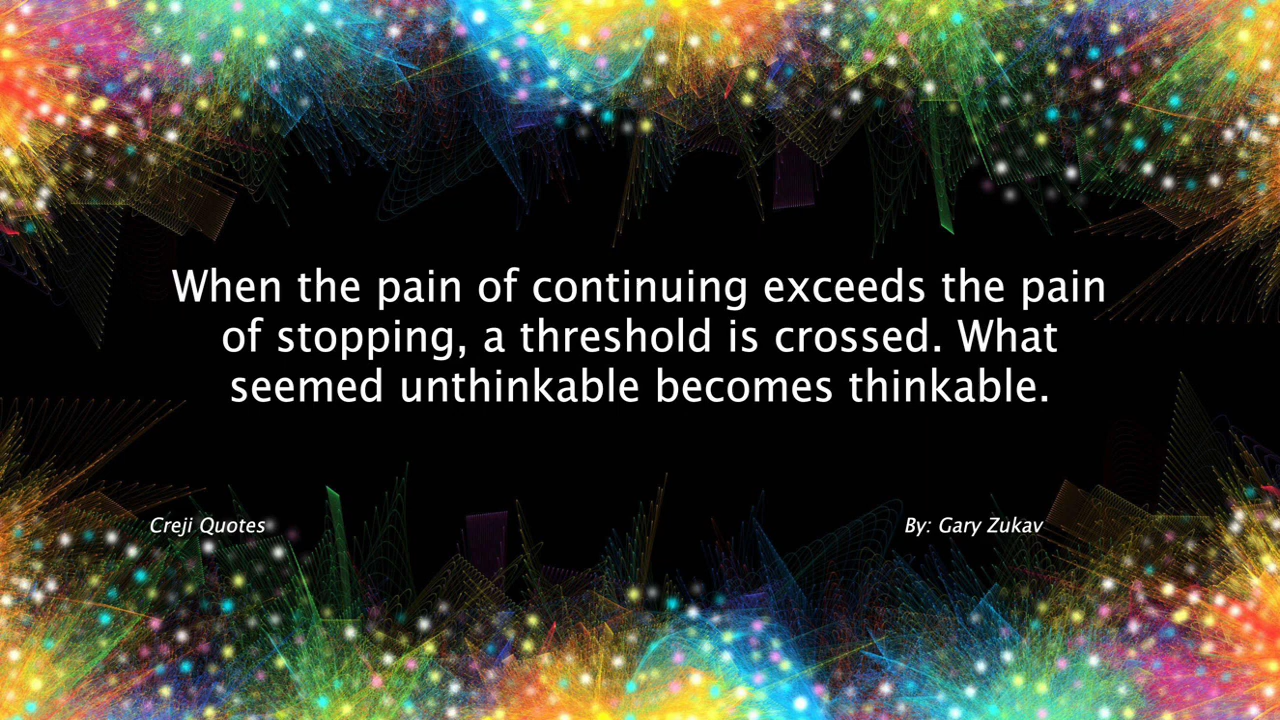 When the pain of continuing exceeds the pain
of stopping, a threshold is crossed. What
seemed unthinkable becomes thinkable.
Creji Quotes
By: Gary Zukav